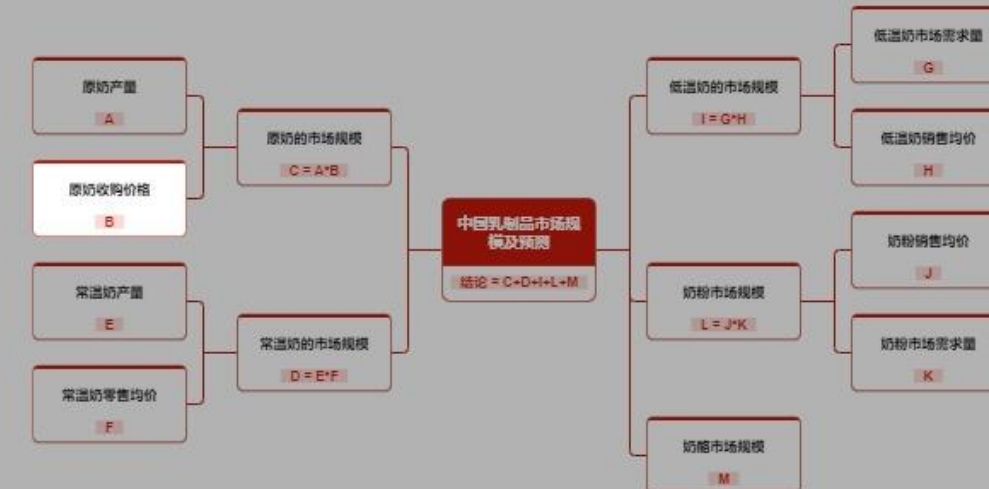 原奶产量
A
原奶收购价格
B
原奶的市场规模
C = A*B
常温奶产量
E
常温奶零售均价
F
常温奶的市场规模
D = E*F
中国乳制品市场规
模及预测
结论 = C+D+I+L+M
低温奶的市场规模
I = G*H
低温奶市场需求量
G
低温奶销售均价
H
奶粉市场规模
L = J*K
奶粉销售均价
J
奶粉市场需求量
K
奶酪市场规模
M